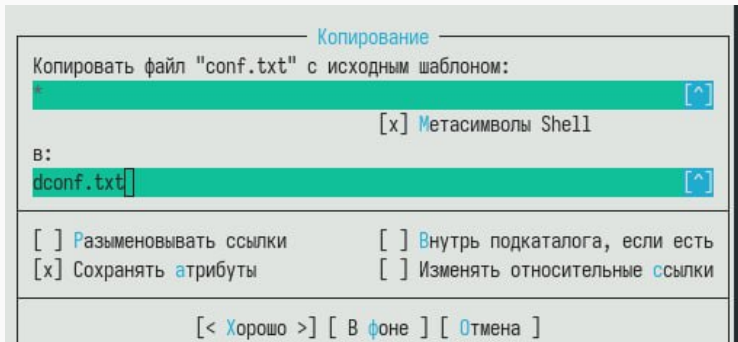 Копирование
Копировать файл "conf.txt" с исходным шаблоном:
* [^]
[x] Метасимволы Shell
в:
dconf.txt [^]
[ ] Разыменовывать ссылки [ ] Внутрь подкаталога, если есть
[x] Сохранять атрибуты [ ] Изменять относительные ссылки
[< Хорошо >] [ В фоне ] [ Отмена ]